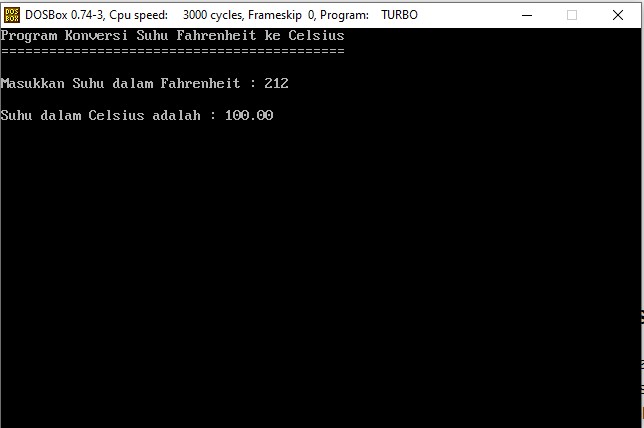 DOS BOX DOSBox 0.74-3, Cpu speed: 3000 cycles, Frameskip 0, Program: TURBO
Program Konversi Suhu Fahrenheit ke Celsius
===========================================
Masukkan Suhu dalam Fahrenheit : 212
Suhu dalam Celsius adalah : 100.00